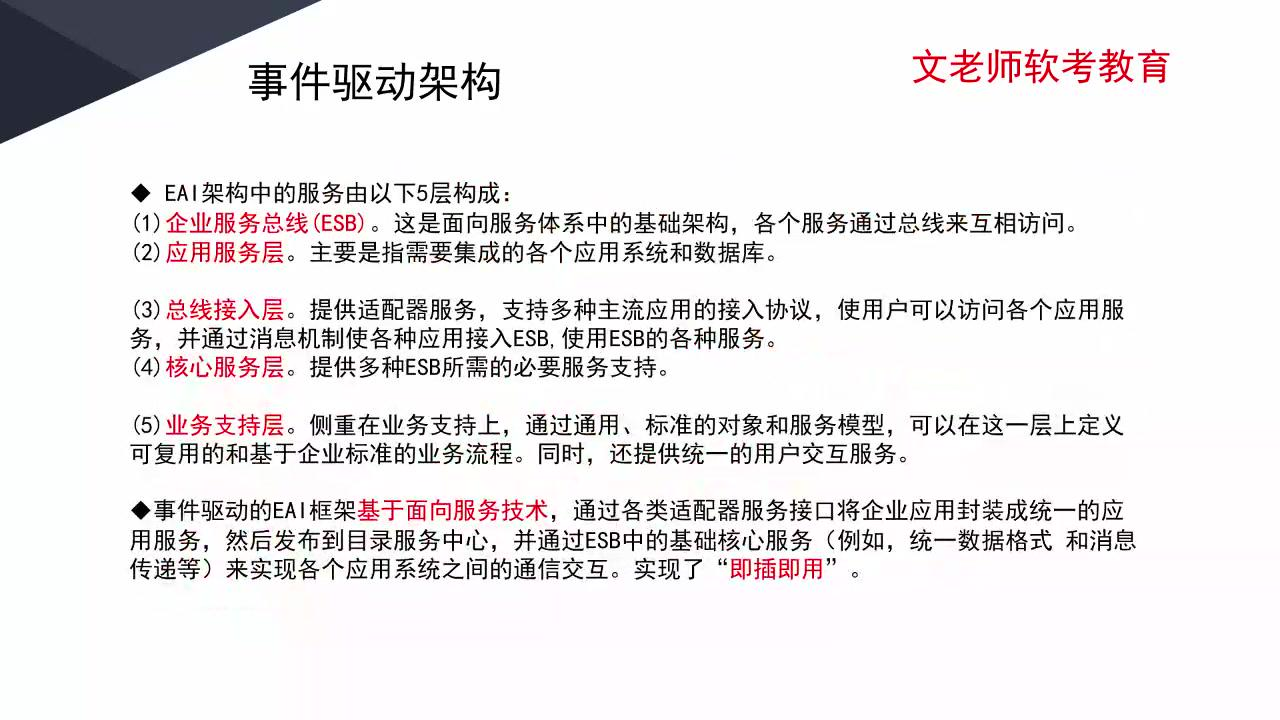 事件驱动架构
文老师软考教育
◆ EAI架构中的服务由以下5层构成：
(1)企业服务总线(ESB)。这是面向服务体系中的基础架构，各个服务通过总线来互相访问。
(2)应用服务层。主要是指需要集成的各个应用系统和数据库。
(3)总线接入层。提供适配器服务，支持多种主流应用的接入协议，使用户可以访问各个应用服
务，并通过消息机制使各种应用接入ESB,使用ESB的各种服务。
(4)核心服务层。提供多种ESB所需的必要服务支持。
(5)业务支持层。侧重在业务支持上，通过通用、标准的对象和服务模型，可以在这一层上定义
可复用的和基于企业标准的业务流程。同时，还提供统一的用户交互服务。
◆事件驱动的EAI框架基于面向服务技术，通过各类适配器服务接口将企业应用封装成统一的应
用服务，然后发布到目录服务中心，并通过ESB中的基础核心服务（例如，统一数据格式 和消息
传递等）来实现各个应用系统之间的通信交互。实现了“即插即用”。